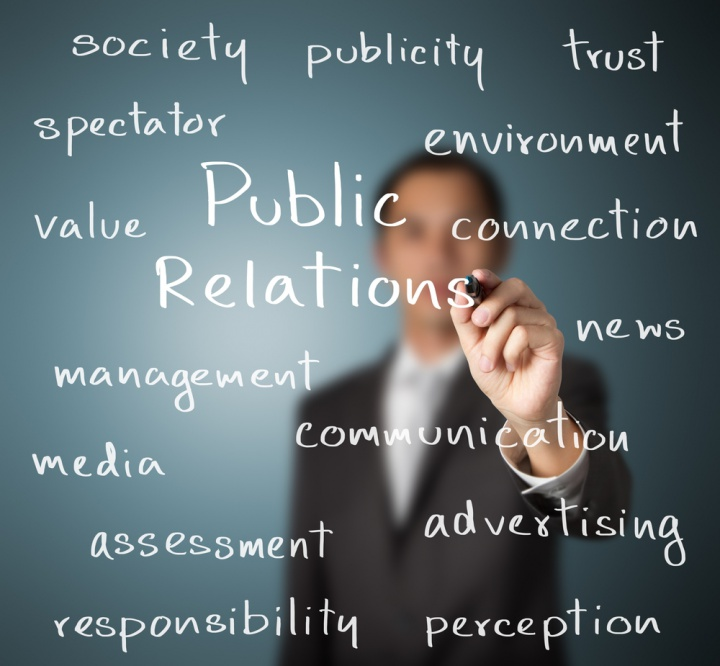 society publicity trust
spectator
environment
Public
value
connection
Relations
news
management
communication
media
advertising
assessment
responsibility perception